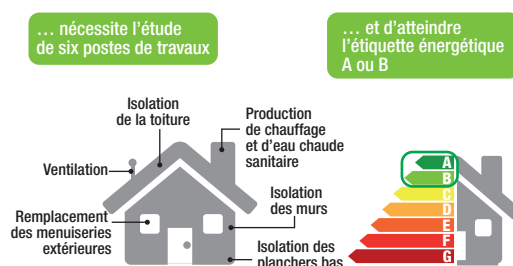 … nécessite l'étude
de six postes de travaux
… et d'atteindre
l'étiquette énergétique
A ou B
Isolation
de la toiture
Production
de chauffage
et d'eau chaude
sanitaire
Ventilation
Isolation
des murs
Remplacement
des menuiseries
extérieures
Isolation des
planchers bas
A
B
C
D
E
F
G